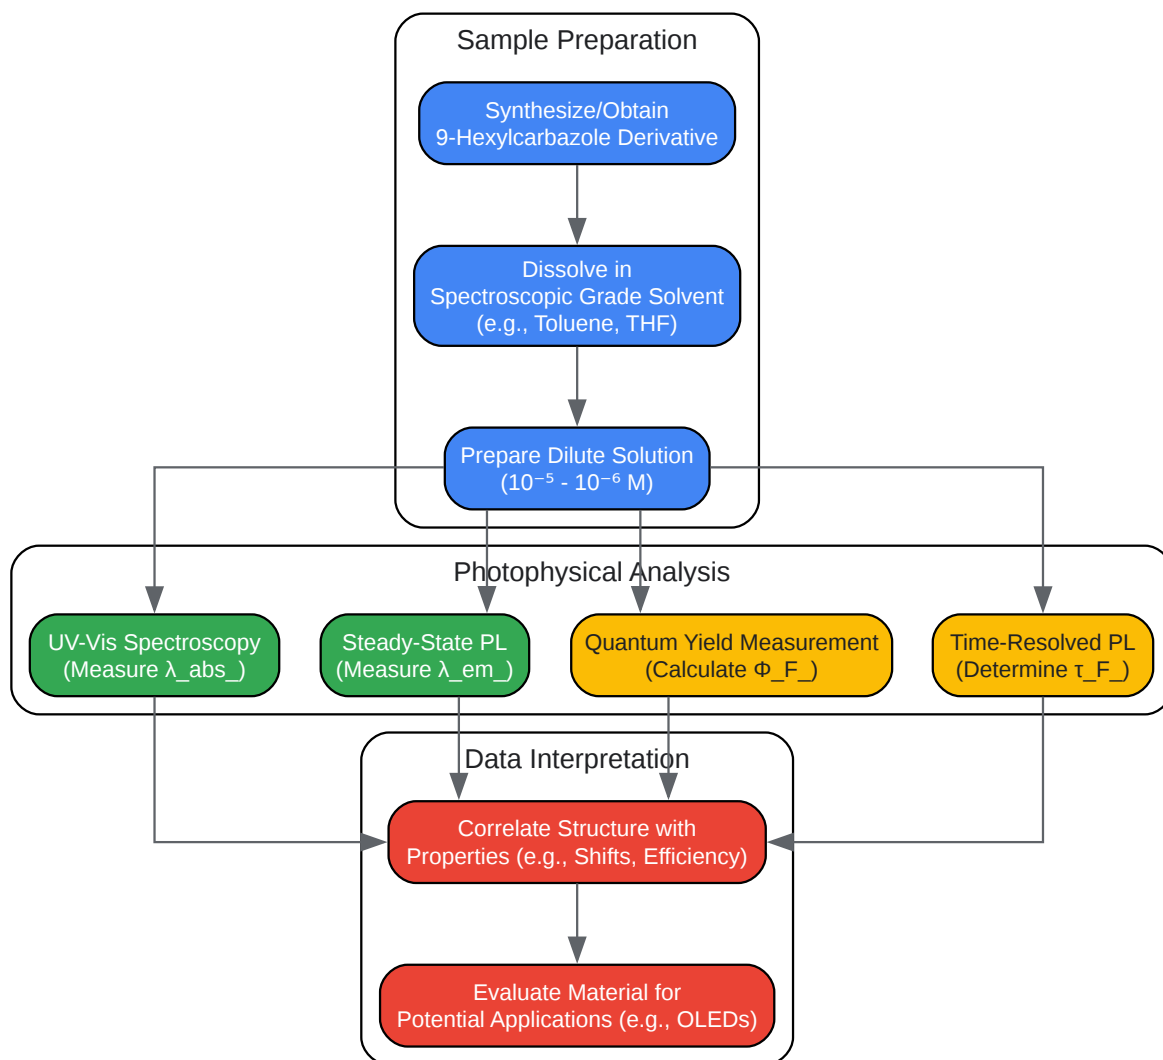 Sample Preparation
Synthesize/Obtain
9-Hexylcarbazole Derivative
Dissolve in
Spectroscopic Grade Solvent
(e.g., Toluene, THF)
Prepare Dilute Solution
(10⁻⁵ - 10⁻⁶ M)
Photophysical Analysis
UV-Vis Spectroscopy
(Measure λ_abs_)
Steady-State PL
(Measure λ_em_)
Quantum Yield Measurement
(Calculate Φ_F_)
Time-Resolved PL
(Determine τ_F_)
Data Interpretation
Correlate Structure with
Properties (e.g., Shifts, Efficiency)
Evaluate Material for
Potential Applications (e.g., OLEDs)